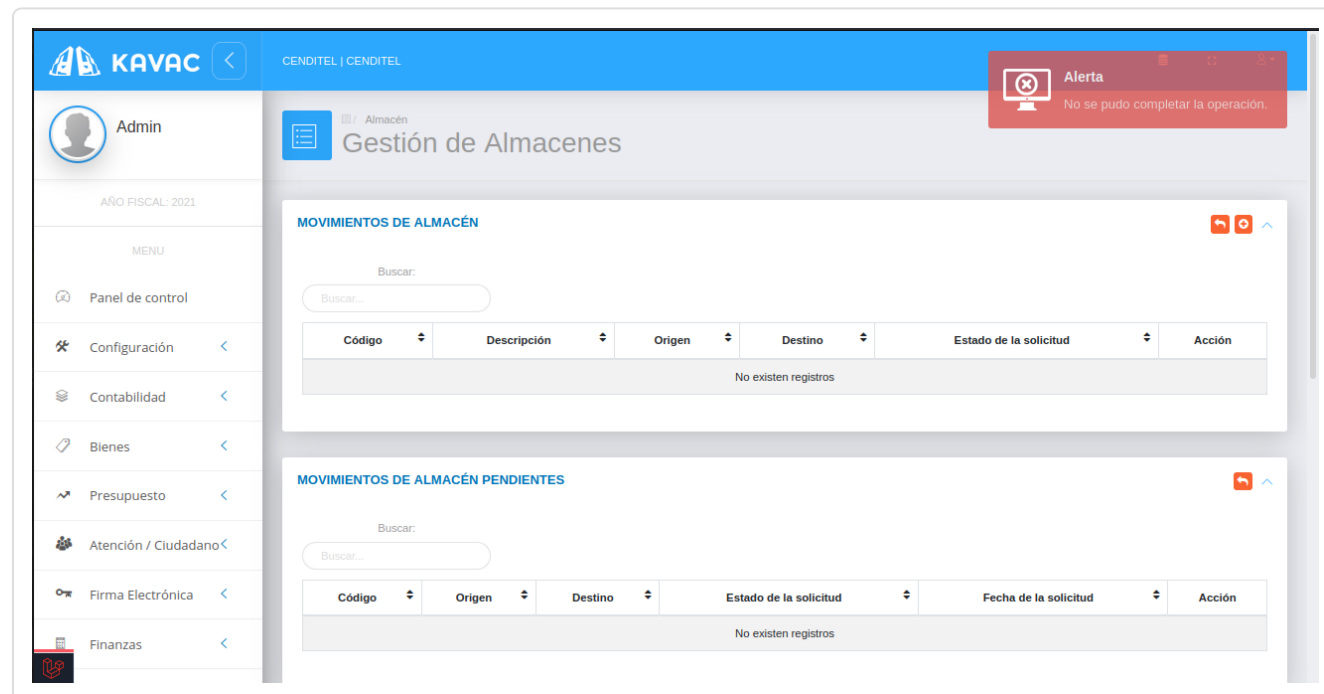 KAVAC
CENDITEL | CENDITEL
Alerta
No se pudo completar la operación.
Admin
Almacén
Gestión de Almacenes
AÑO FISCAL: 2021
MENU
Panel de control
Configuración
Contabilidad
Bienes
Presupuesto
Atención / Ciudadano
Firma Electrónica
Finanzas
MOVIMIENTOS DE ALMACÉN
Buscar:
Buscar...
Código Descripción Origen Destino Estado de la solicitud Acción
No existen registros
MOVIMIENTOS DE ALMACÉN PENDIENTES
Buscar:
Buscar...
Código Origen Destino Estado de la solicitud Fecha de la solicitud Acción
No existen registros